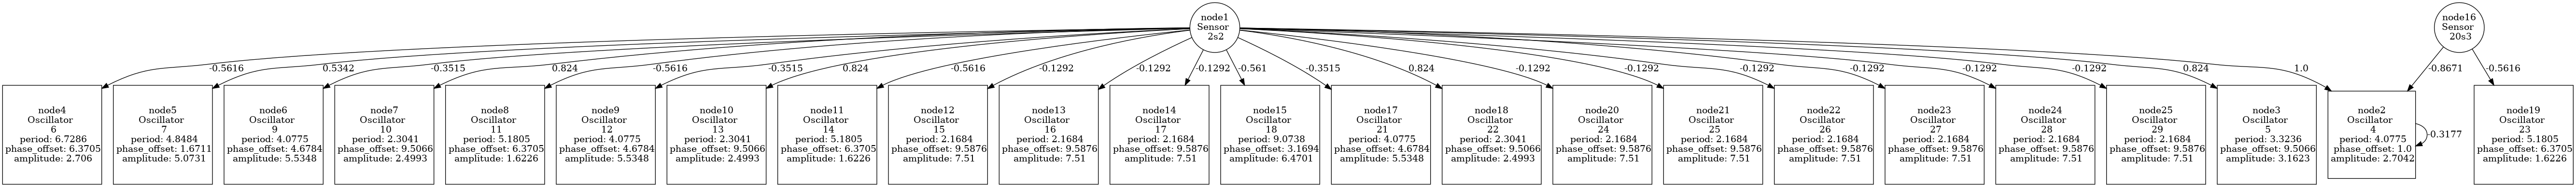 node1
Sensor
2s2
node16
Sensor
20s3
-0.5616
0.5342
-0.3515
0.824
-0.5616
-0.3515
0.824
-0.5616
-0.1292
-0.1292
-0.1292
-0.561
-0.3515
0.824
-0.1292
-0.1292
-0.1292
-0.1292
-0.1292
-0.1292
0.824
1.0
-0.8671
-0.5616
node4
Oscillator
6
period: 6.7286
phase_offset: 6.3705
amplitude: 2.706
node5
Oscillator
7
period: 4.8484
phase_offset: 1.6711
amplitude: 5.0731
node6
Oscillator
9
period: 4.0775
phase_offset: 4.6784
amplitude: 5.5348
node7
Oscillator
10
period: 2.3041
phase_offset: 9.5066
amplitude: 2.4993
node8
Oscillator
11
period: 5.1805
phase_offset: 6.3705
amplitude: 1.6226
node9
Oscillator
12
period: 4.0775
phase_offset: 4.6784
amplitude: 5.5348
node10
Oscillator
13
period: 2.3041
phase_offset: 9.5066
amplitude: 2.4993
node11
Oscillator
14
period: 5.1805
phase_offset: 6.3705
amplitude: 1.6226
node12
Oscillator
15
period: 2.1684
phase_offset: 9.5876
amplitude: 7.51
node13
Oscillator
16
period: 2.1684
phase_offset: 9.5876
amplitude: 7.51
node14
Oscillator
17
period: 2.1684
phase_offset: 9.5876
amplitude: 7.51
node15
Oscillator
18
period: 9.0738
phase_offset: 3.1694
amplitude: 6.4701
node17
Oscillator
21
period: 4.0775
phase_offset: 4.6784
amplitude: 5.5348
node18
Oscillator
22
period: 2.3041
phase_offset: 9.5066
amplitude: 2.4993
node20
Oscillator
24
period: 2.1684
phase_offset: 9.5876
amplitude: 7.51
node21
Oscillator
25
period: 2.1684
phase_offset: 9.5876
amplitude: 7.51
node22
Oscillator
26
period: 2.1684
phase_offset: 9.5876
amplitude: 7.51
node23
Oscillator
27
period: 2.1684
phase_offset: 9.5876
amplitude: 7.51
node24
Oscillator
28
period: 2.1684
phase_offset: 9.5876
amplitude: 7.51
node25
Oscillator
29
period: 2.1684
phase_offset: 9.5876
amplitude: 7.51
node3
Oscillator
5
period: 3.3236
phase_offset: 9.5066
amplitude: 3.1623
node2
Oscillator
4
period: 4.0775
phase_offset: 1.0
amplitude: 2.7042
-0.3177
node19
Oscillator
23
period: 5.1805
phase_offset: 6.3705
amplitude: 1.6226